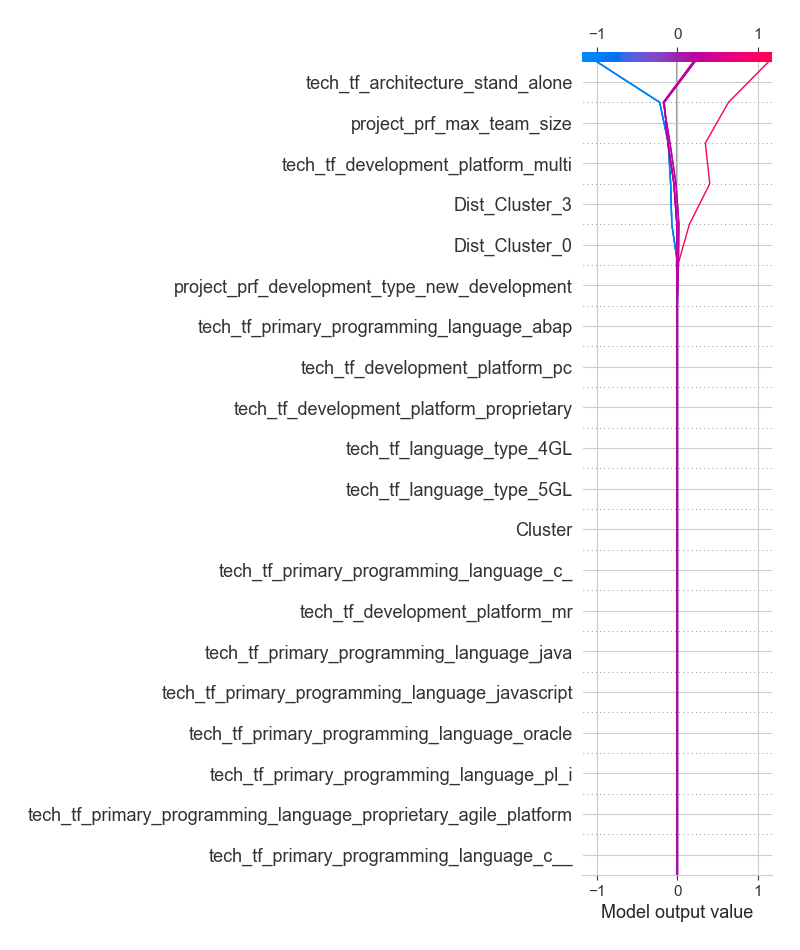 −1 0 1
tech_tf_architecture_stand_alone
project_prf_max_team_size
tech_tf_development_platform_multi
Dist_Cluster_3
Dist_Cluster_0
project_prf_development_type_new_development
tech_tf_primary_programming_language_abap
tech_tf_development_platform_pc
tech_tf_development_platform_proprietary
tech_tf_language_type_4GL
tech_tf_language_type_5GL
Cluster
tech_tf_primary_programming_language_c_
tech_tf_development_platform_mr
tech_tf_primary_programming_language_java
tech_tf_primary_programming_language_javascript
tech_tf_primary_programming_language_oracle
tech_tf_primary_programming_language_pl_i
tech_tf_primary_programming_language_proprietary_agile_platform
tech_tf_primary_programming_language_c__
−1 0 1
Model output value